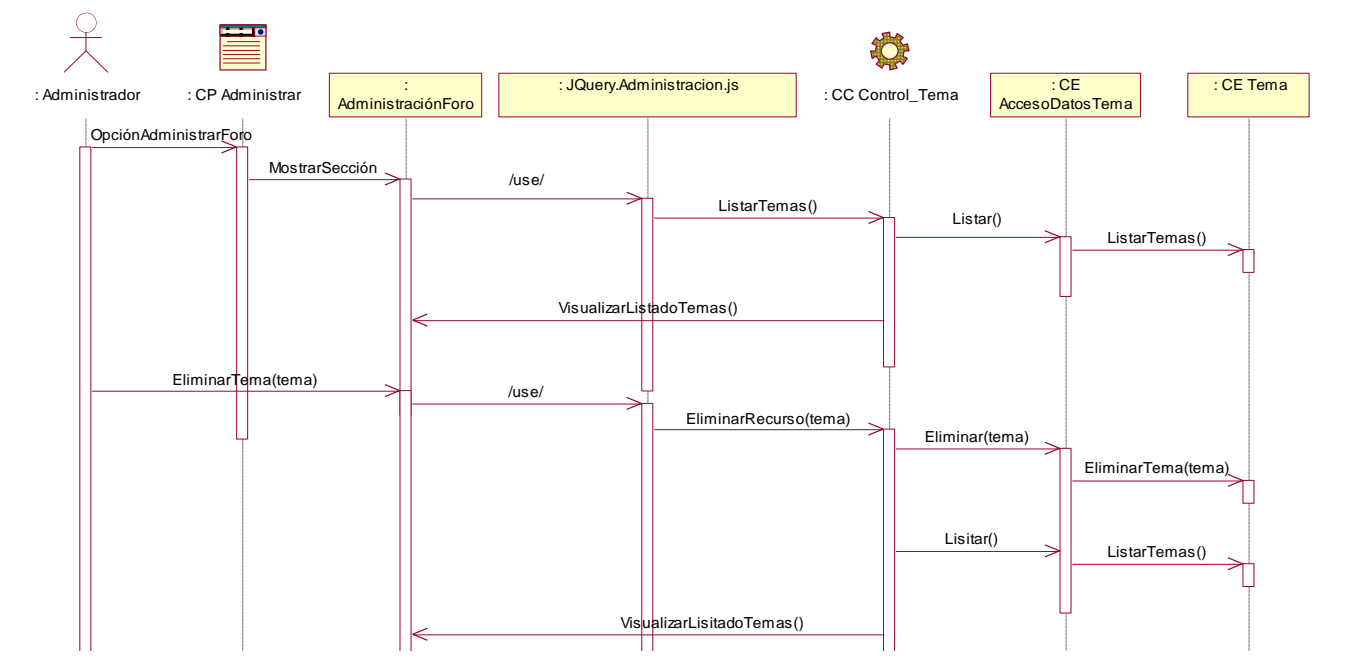 : Administrador
: CP Administrar
:
AdministraciónForo
: JQuery.Administracion.js
: CC Control_Tema
: CE
AccesoDatosTema
: CE Tema
OpciónAdministrarForo
MostrarSección
/use/
ListarTemas()
Listar()
ListarTemas()
VisualizarListadoTemas()
EliminarTema(tema)
/use/
EliminarRecurso(tema)
Eliminar(tema)
EliminarTema(tema)
Lisitar()
ListarTemas()
VisualizarLisitadoTemas()